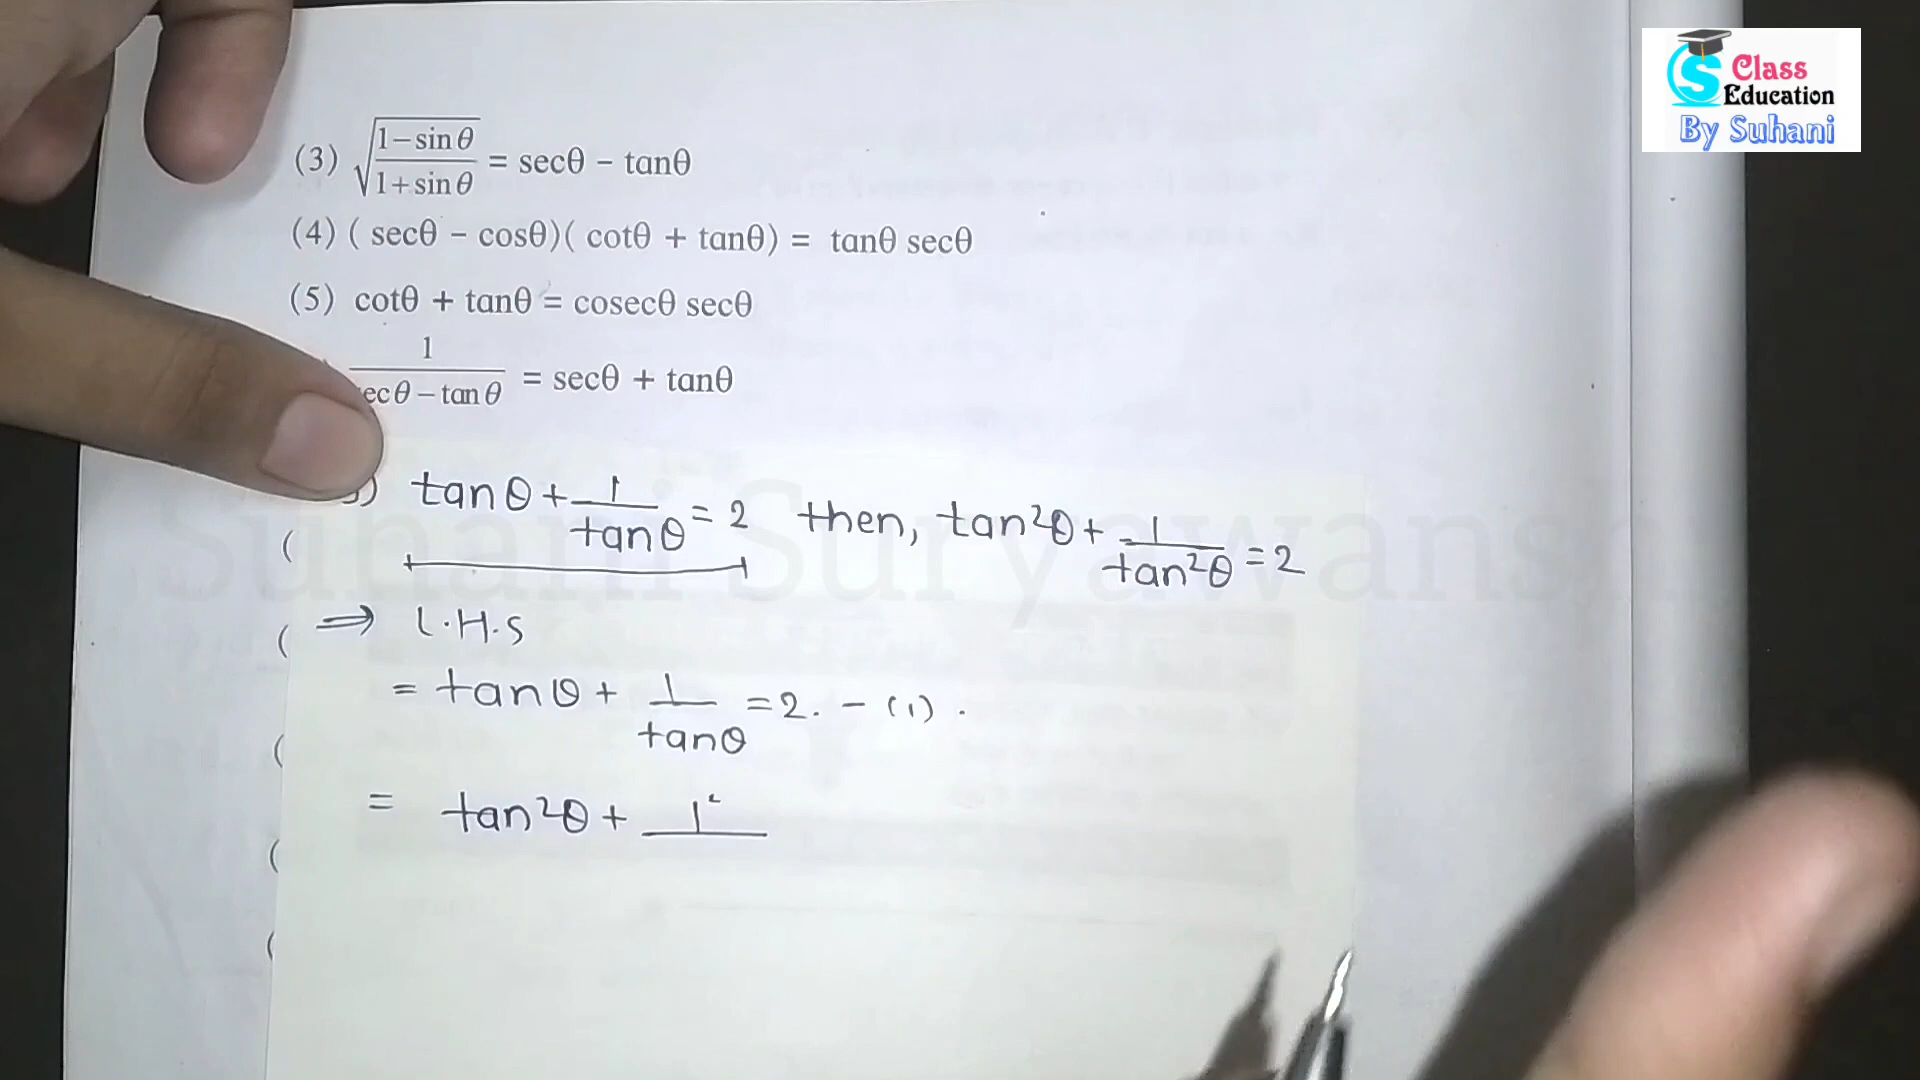 Class
Education
By Suhani
(3) √(1−sinθ / 1+sinθ) = secθ − tanθ
(4) ( secθ − cosθ)( cotθ + tanθ) = tanθ secθ
(5) cotθ + tanθ = cosecθ secθ
1 / ecθ − tanθ = secθ + tanθ
) tanθ + 1/tanθ = 2 then, tan²θ + 1/tan²θ = 2
Suhani Suryawanshi
⇒ L.H.S
= tanθ + 1/tanθ = 2. – (1).
= tan²θ + 1²